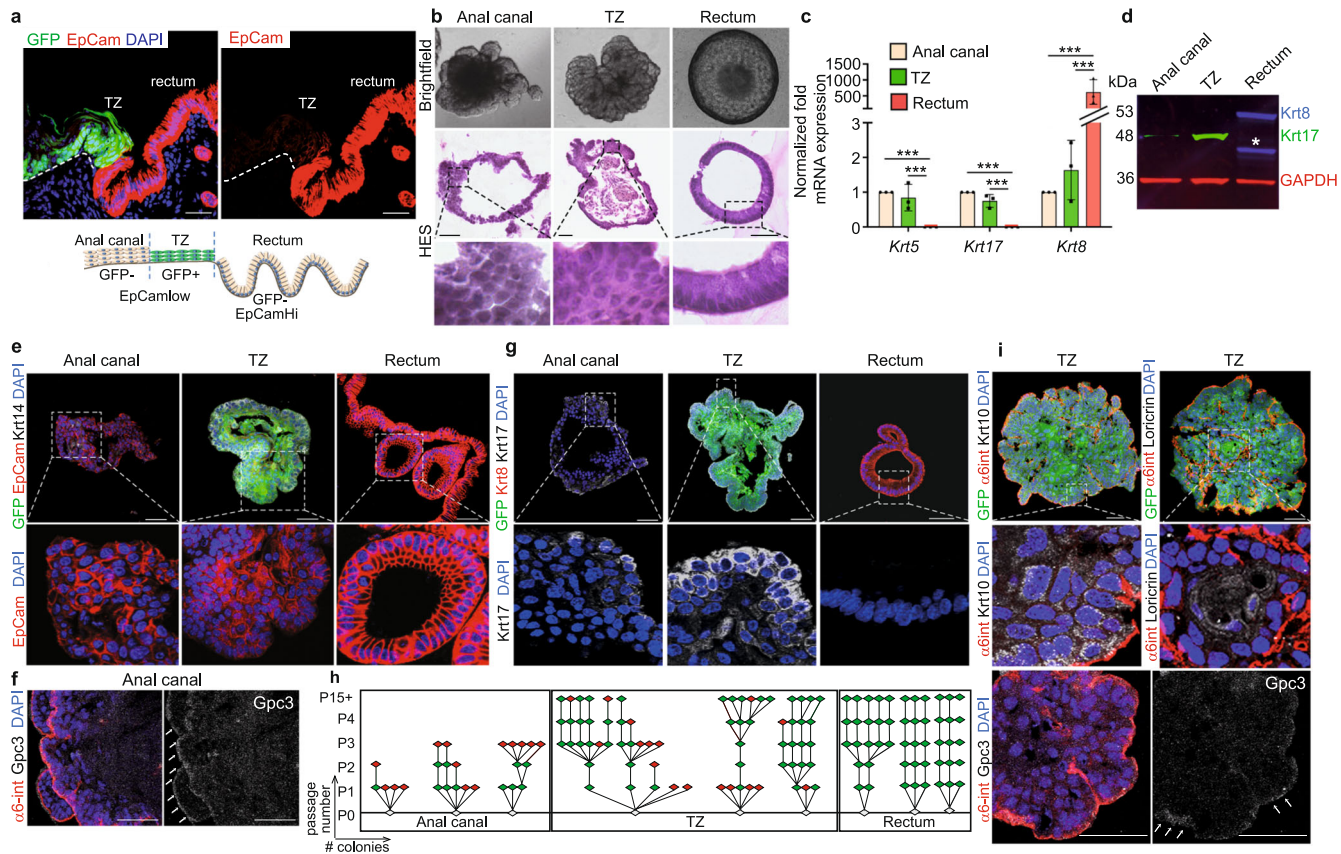 a
GFP EpCam DAPI
EpCam
TZ
rectum
TZ
rectum
Anal canal
TZ
Rectum
GFP-
GFP+
EpCamlow
GFP-
EpCamHi
b
Anal canal
TZ
Rectum
Brightfield
HES
c
Normalized fold
mRNA expression
Anal canal
TZ
Rectum
1500
1000
500
2
1
0
***
***
***
***
***
***
Krt5
Krt17
Krt8
d
Anal canal
TZ
Rectum
kDa
53
48
36
Krt8
Krt17
*
GAPDH
e
Anal canal
TZ
Rectum
GFP EpCam Krt14 DAPI
EpCam DAPI
f
Anal canal
α6-int Gpc3 DAPI
Gpc3
g
Anal canal
TZ
Rectum
GFP Krt8 Krt17 DAPI
Krt17 DAPI
h
P15+
P4
P3
P2
P1
P0
passage
number
# colonies
Anal canal
TZ
Rectum
i
TZ
TZ
GFP α6int Krt10 DAPI
GFP α6int Loricrin DAPI
α6int Krt10 DAPI
α6int Loricrin DAPI
α6-int Gpc3 DAPI
Gpc3